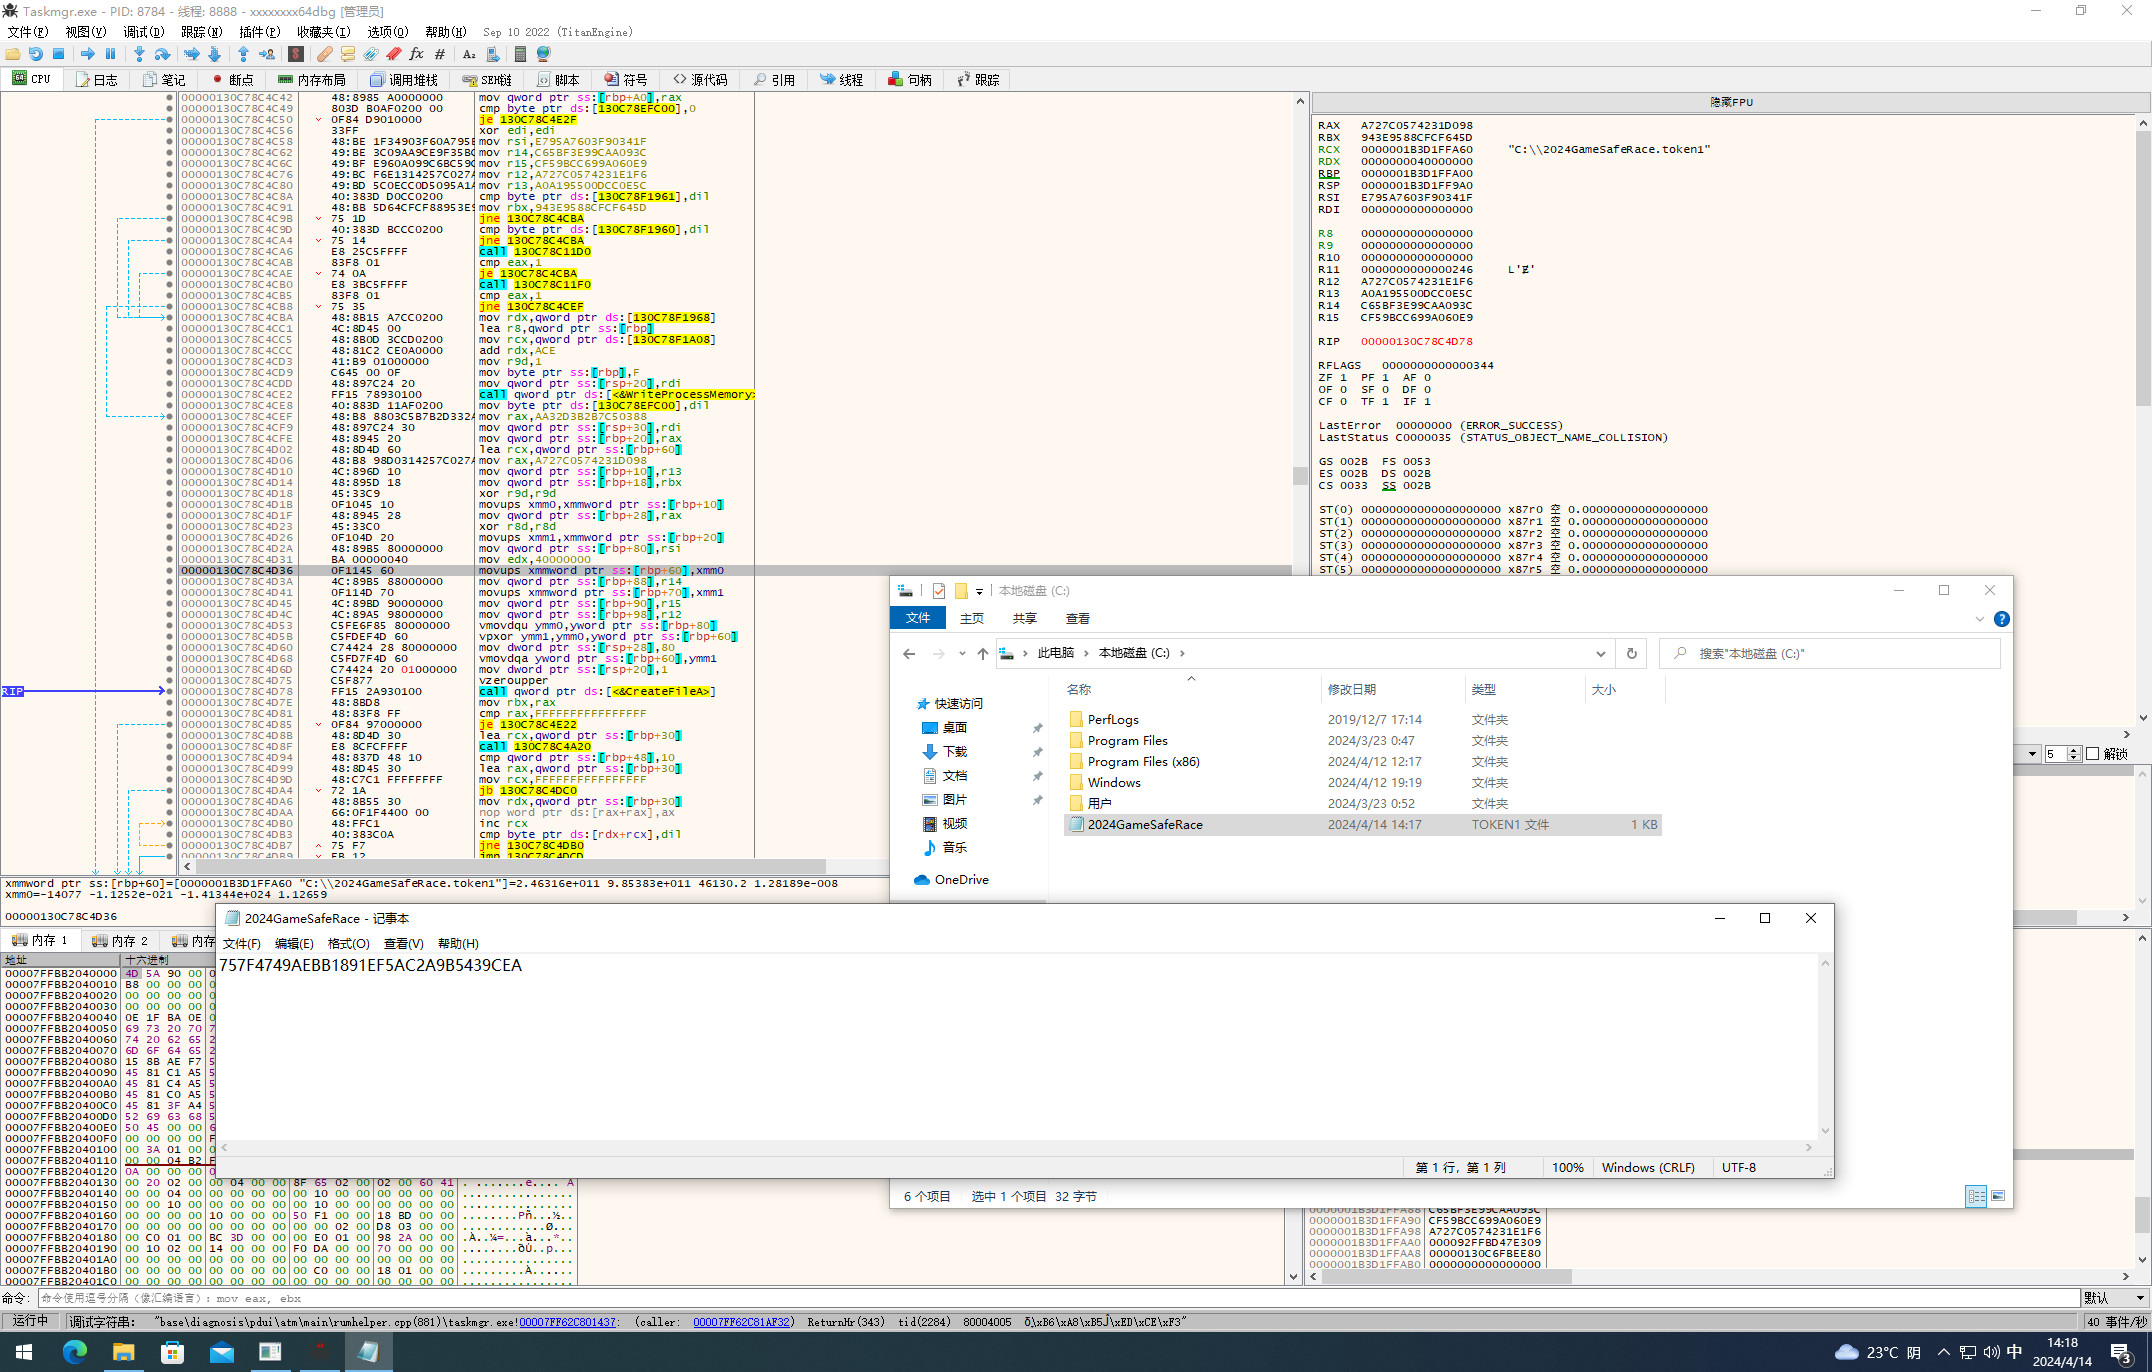 Taskmgr.exe - PID: 8784 - 线程: 8888 - xxxxxxxx64dbg [管理员]
文件(F) 视图(V) 调试(D) 跟踪(N) 插件(P) 收藏夹(I) 选项(O) 帮助(H) Sep 10 2022 (TitanEngine)
CPU 日志 笔记 断点 内存布局 调用堆栈 SEH链 脚本 符号 源代码 引用 线程 句柄 跟踪
00000130C78C4C42 48:8985 A0000000 mov qword ptr ss:[rbp+A0],rax
00000130C78C4C49 803D B0AF0200 00 cmp byte ptr ds:[130C78EFC00],0
00000130C78C4C50 0F84 D9010000 je 130C78C4E2F
00000130C78C4C56 33FF xor edi,edi
00000130C78C4C58 48:BE 1F34903F60A795E mov rsi,E795A7603F90341F
00000130C78C4C62 49:BE 3C09AA9CE9F35BC mov r14,C65BF3E99CAA093C
00000130C78C4C6C 49:BF E960A099C6BC59C mov r15,CF59BCC699A060E9
00000130C78C4C76 49:BC F6E1314257C027A mov r12,A727C0574231E1F6
00000130C78C4C80 49:BD 5C0ECC0D5095A1A mov r13,A0A195500DCC0E5C
00000130C78C4C8A 40:383D D0CC0200 cmp byte ptr ds:[130C78F1961],dil
00000130C78C4C91 48:BB 5D64CFCF88953E9 mov rbx,943E9588CFCF645D
00000130C78C4C9B 75 1D jne 130C78C4CBA
00000130C78C4C9D 40:383D BCCC0200 cmp byte ptr ds:[130C78F1960],dil
00000130C78C4CA4 75 14 jne 130C78C4CBA
00000130C78C4CA6 E8 25C5FFFF call 130C78C11D0
00000130C78C4CAB 83F8 01 cmp eax,1
00000130C78C4CAE 74 0A je 130C78C4CBA
00000130C78C4CB0 E8 3BC5FFFF call 130C78C11F0
00000130C78C4CB5 83F8 01 cmp eax,1
00000130C78C4CB8 75 35 jne 130C78C4CEF
00000130C78C4CBA 48:8B15 A7CC0200 mov rdx,qword ptr ds:[130C78F1968]
00000130C78C4CC1 4C:8D45 00 lea r8,qword ptr ss:[rbp]
00000130C78C4CC5 48:8B0D 3CCD0200 mov rcx,qword ptr ds:[130C78F1A08]
00000130C78C4CCC 48:81C2 CE0A0000 add rdx,ACE
00000130C78C4CD3 41:B9 01000000 mov r9d,1
00000130C78C4CD9 C645 00 0F mov byte ptr ss:[rbp],F
00000130C78C4CDD 48:897C24 20 mov qword ptr ss:[rsp+20],rdi
00000130C78C4CE2 FF15 78930100 call qword ptr ds:[<&WriteProcessMemory>
00000130C78C4CE8 40:883D 11AF0200 mov byte ptr ds:[130C78EFC00],dil
00000130C78C4CEF 48:B8 8803C5B7B2D332A mov rax,AA32D3B2B7C50388
00000130C78C4CF9 48:897C24 30 mov qword ptr ss:[rsp+30],rdi
00000130C78C4CFE 48:8945 20 mov qword ptr ss:[rbp+20],rax
00000130C78C4D02 48:8D4D 60 lea rcx,qword ptr ss:[rbp+60]
00000130C78C4D06 48:B8 98D0314257C027A mov rax,A727C0574231D098
00000130C78C4D10 4C:896D 10 mov qword ptr ss:[rbp+10],r13
00000130C78C4D14 48:895D 18 mov qword ptr ss:[rbp+18],rbx
00000130C78C4D18 45:33C9 xor r9d,r9d
00000130C78C4D1B 0F1045 10 movups xmm0,xmmword ptr ss:[rbp+10]
00000130C78C4D1F 48:8945 28 mov qword ptr ss:[rbp+28],rax
00000130C78C4D23 45:33C0 xor r8d,r8d
00000130C78C4D26 0F104D 20 movups xmm1,xmmword ptr ss:[rbp+20]
00000130C78C4D2A 48:89B5 80000000 mov qword ptr ss:[rbp+80],rsi
00000130C78C4D31 BA 00000040 mov edx,40000000
00000130C78C4D36 0F1145 60 movups xmmword ptr ss:[rbp+60],xmm0
00000130C78C4D3A 4C:89B5 88000000 mov qword ptr ss:[rbp+88],r14
00000130C78C4D41 0F114D 70 movups xmmword ptr ss:[rbp+70],xmm1
00000130C78C4D45 4C:89BD 90000000 mov qword ptr ss:[rbp+90],r15
00000130C78C4D4C 4C:89A5 98000000 mov qword ptr ss:[rbp+98],r12
00000130C78C4D53 C5FE6F85 80000000 vmovdqu ymm0,yword ptr ss:[rbp+80]
00000130C78C4D5B C5FDEF4D 60 vpxor ymm1,ymm0,yword ptr ss:[rbp+60]
00000130C78C4D60 C74424 28 80000000 mov dword ptr ss:[rsp+28],80
00000130C78C4D68 C5FD7F4D 60 vmovdqa yword ptr ss:[rbp+60],ymm1
00000130C78C4D6D C74424 20 01000000 mov dword ptr ss:[rsp+20],1
00000130C78C4D75 C5F877 vzeroupper
RIP 00000130C78C4D78 FF15 2A930100 call qword ptr ds:[<&CreateFileA>]
00000130C78C4D7E 48:8BD8 mov rbx,rax
00000130C78C4D81 48:83F8 FF cmp rax,FFFFFFFFFFFFFFFF
00000130C78C4D85 0F84 97000000 je 130C78C4E22
00000130C78C4D8B 48:8D4D 30 lea rcx,qword ptr ss:[rbp+30]
00000130C78C4D8F E8 8CFCFFFF call 130C78C4A20
00000130C78C4D94 48:837D 48 10 cmp qword ptr ss:[rbp+48],10
00000130C78C4D99 48:8D45 30 lea rax,qword ptr ss:[rbp+30]
00000130C78C4D9D 48:C7C1 FFFFFFFF mov rcx,FFFFFFFFFFFFFFFF
00000130C78C4DA4 72 1A jb 130C78C4DC0
00000130C78C4DA6 48:8B55 30 mov rdx,qword ptr ss:[rbp+30]
00000130C78C4DAA 66:0F1F4400 00 nop word ptr ds:[rax+rax],ax
00000130C78C4DB0 48:FFC1 inc rcx
00000130C78C4DB3 40:383C0A cmp byte ptr ds:[rdx+rcx],dil
00000130C78C4DB7 75 F7 jne 130C78C4DB0
00000130C78C4DB9 EB 12 jmp 130C78C4DCD
隐藏FPU
RAX A727C0574231D098
RBX 943E9588CFCF645D
RCX 0000001B3D1FFA60 "C:\\2024GameSafeRace.token1"
RDX 0000000040000000
RBP 0000001B3D1FFA00
RSP 0000001B3D1FF9A0
RSI E795A7603F90341F
RDI 0000000000000000
R8 0000000000000000
R9 0000000000000000
R10 0000000000000000
R11 0000000000000246 L'Ɇ'
R12 A727C0574231E1F6
R13 A0A195500DCC0E5C
R14 C65BF3E99CAA093C
R15 CF59BCC699A060E9
RIP 00000130C78C4D78
RFLAGS 0000000000000344
ZF 1 PF 1 AF 0
OF 0 SF 0 DF 0
CF 0 TF 1 IF 1
LastError 00000000 (ERROR_SUCCESS)
LastStatus C0000035 (STATUS_OBJECT_NAME_COLLISION)
GS 002B FS 0053
ES 002B DS 002B
CS 0033 SS 002B
ST(0) 00000000000000000000 x87r0 空 0.000000000000000000
ST(1) 00000000000000000000 x87r1 空 0.000000000000000000
ST(2) 00000000000000000000 x87r2 空 0.000000000000000000
ST(3) 00000000000000000000 x87r3 空 0.000000000000000000
ST(4) 00000000000000000000 x87r4 空 0.000000000000000000
ST(5) 00000000000000000000 x87r5 空 0.000000000000000000
5 解锁
本地磁盘 (C:)
文件 主页 共享 查看
此电脑 本地磁盘 (C:) 搜索"本地磁盘 (C:)"
名称 修改日期 类型 大小
快速访问
桌面
下载
文档
图片
视频
音乐
OneDrive
PerfLogs 2019/12/7 17:14 文件夹
Program Files 2024/3/23 0:47 文件夹
Program Files (x86) 2024/4/12 12:17 文件夹
Windows 2024/4/12 19:19 文件夹
用户 2024/3/23 0:52 文件夹
2024GameSafeRace 2024/4/14 14:17 TOKEN1 文件 1 KB
6 个项目 选中 1 个项目 32 字节
xmmword ptr ss:[rbp+60]=[0000001B3D1FFA60 "C:\\2024GameSafeRace.token1"]=2.46316e+011 9.85383e+011 46130.2 1.28189e-008
xmm0=-14077 -1.1252e-021 -1.41344e+024 1.12659
00000130C78C4D36
2024GameSafeRace - 记事本
文件(F) 编辑(E) 格式(O) 查看(V) 帮助(H)
757F4749AEBB1891EF5AC2A9B5439CEA
第 1 行，第 1 列 100% Windows (CRLF) UTF-8
内存 1 内存 2 内存
地址 十六进制
00007FFBB2040000 4D 5A 90 00
00007FFBB2040010 B8 00 00 00
00007FFBB2040020 00 00 00 00
00007FFBB2040030 00 00 00 00
00007FFBB2040040 0E 1F BA 0E
00007FFBB2040050 69 73 20 70
00007FFBB2040060 74 20 62 65
00007FFBB2040070 6D 6F 64 65
00007FFBB2040080 15 8B AE F7
00007FFBB2040090 45 81 C1 A5
00007FFBB20400A0 45 81 C4 A5
00007FFBB20400B0 45 81 C0 A5
00007FFBB20400C0 45 81 3F A4
00007FFBB20400D0 52 69 63 68
00007FFBB20400E0 50 45 00 00
00007FFBB20400F0 00 00 00 00
00007FFBB2040100 00 3A 01 00
00007FFBB2040110 00 00 04 B2
00007FFBB2040120 0A 00 00 00
00007FFBB2040130 00 20 02 00 00 04 00 00 8F 65 02 00 02 00 60 41
00007FFBB2040140 00 00 04 00 00 00 00 00 00 10 00 00 00 00 00 00
00007FFBB2040150 00 00 10 00 00 00 00 00 00 10 00 00 00 00 00 00
00007FFBB2040160 00 00 00 00 10 00 00 00 50 F1 00 00 18 BD 00 00
00007FFBB2040170 00 00 00 00 00 00 00 00 00 00 02 00 D8 03 00 00
00007FFBB2040180 00 C0 01 00 BC 3D 00 00 00 E0 01 00 98 2A 00 00
00007FFBB2040190 00 10 02 00 14 00 00 00 F0 DA 00 00 70 00 00 00
00007FFBB20401A0 00 00 00 00 00 00 00 00 00 00 00 00 00 00 00 00
00007FFBB20401B0 00 00 00 00 00 00 00 00 00 C0 00 00 18 01 00 00
00007FFBB20401C0 00 00 00 00 00 00 00 00 00 00 00 00 00 00 00 00
0000001B3D1FFA88 C65BF3E99CAA093C
0000001B3D1FFA90 CF59BCC699A060E9
0000001B3D1FFA98 A727C0574231E1F6
0000001B3D1FFAA0 000092FFBD47E309
0000001B3D1FFAA8 00000130C6FBEE80
0000001B3D1FFAB0 0000000000000000
命令: 命令使用逗号分隔（像汇编语言）: mov eax, ebx 默认
运行中 调试字符串: "base\diagnosis\pdui\atm\main\rumhelper.cpp(881)\taskmgr.exe!00007FF62C801437: (caller: 00007FF62C81AF32) ReturnHr(343) tid(2284) 80004005 40 事件/秒
23°C 阴 中 14:18
2024/4/14 3